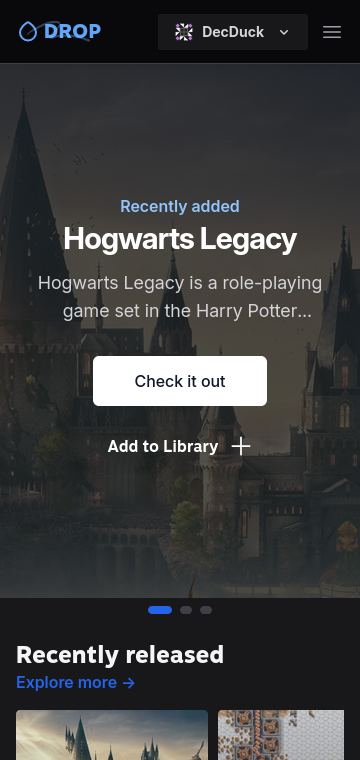 DROP
DecDuck
Recently added
Hogwarts Legacy
Hogwarts Legacy is a role-playing
game set in the Harry Potter...
Check it out
Add to Library
Recently released
Explore more →